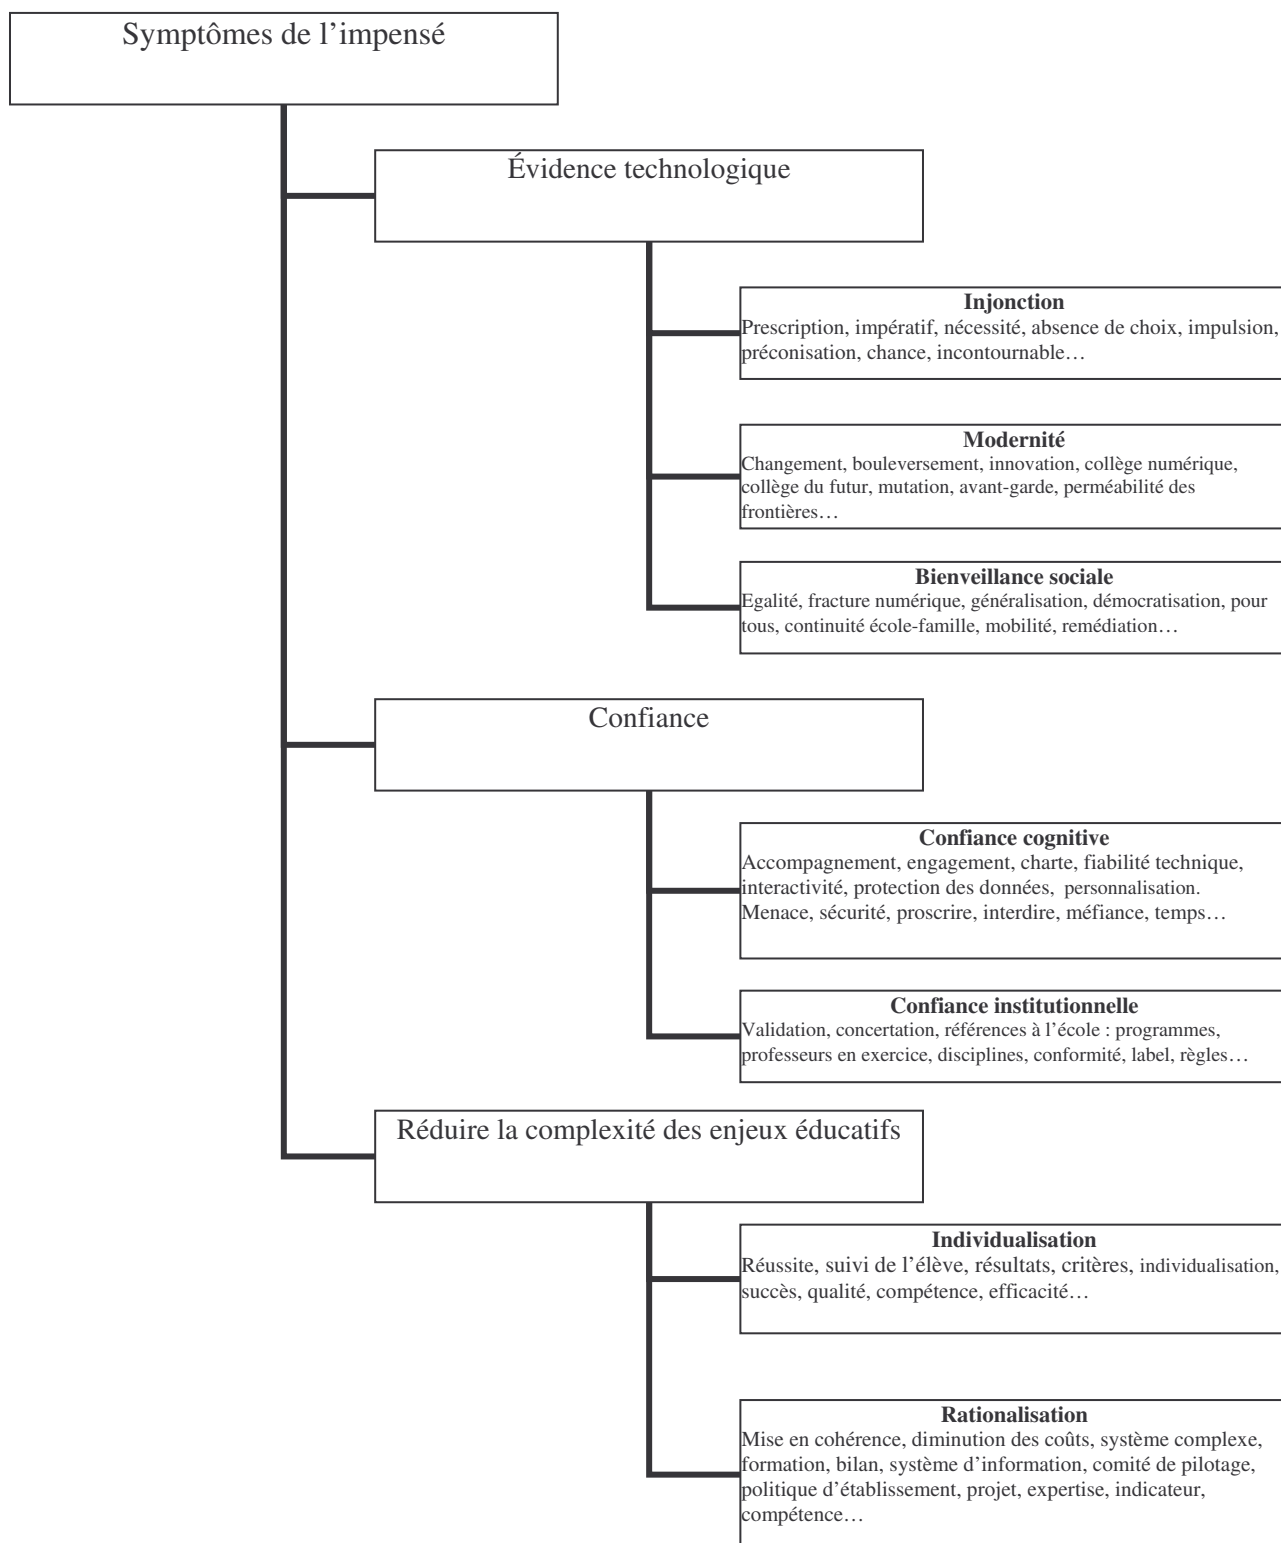 Symptômes de l’impensé
Évidence technologique
Injonction
Prescription, impératif, nécessité, absence de choix, impulsion,
préconisation, chance, incontournable…
Modernité
Changement, bouleversement, innovation, collège numérique,
collège du futur, mutation, avant-garde, perméabilité des
frontières…
Bienveillance sociale
Egalité, fracture numérique, généralisation, démocratisation, pour
tous, continuité école-famille, mobilité, remédiation…
Confiance
Confiance cognitive
Accompagnement, engagement, charte, fiabilité technique,
interactivité, protection des données, personnalisation.
Menace, sécurité, proscrire, interdire, méfiance, temps…
Confiance institutionnelle
Validation, concertation, références à l’école : programmes,
professeurs en exercice, disciplines, conformité, label, règles…
Réduire la complexité des enjeux éducatifs
Individualisation
Réussite, suivi de l’élève, résultats, critères, individualisation,
succès, qualité, compétence, efficacité…
Rationalisation
Mise en cohérence, diminution des coûts, système complexe,
formation, bilan, système d’information, comité de pilotage,
politique d’établissement, projet, expertise, indicateur,
compétence…